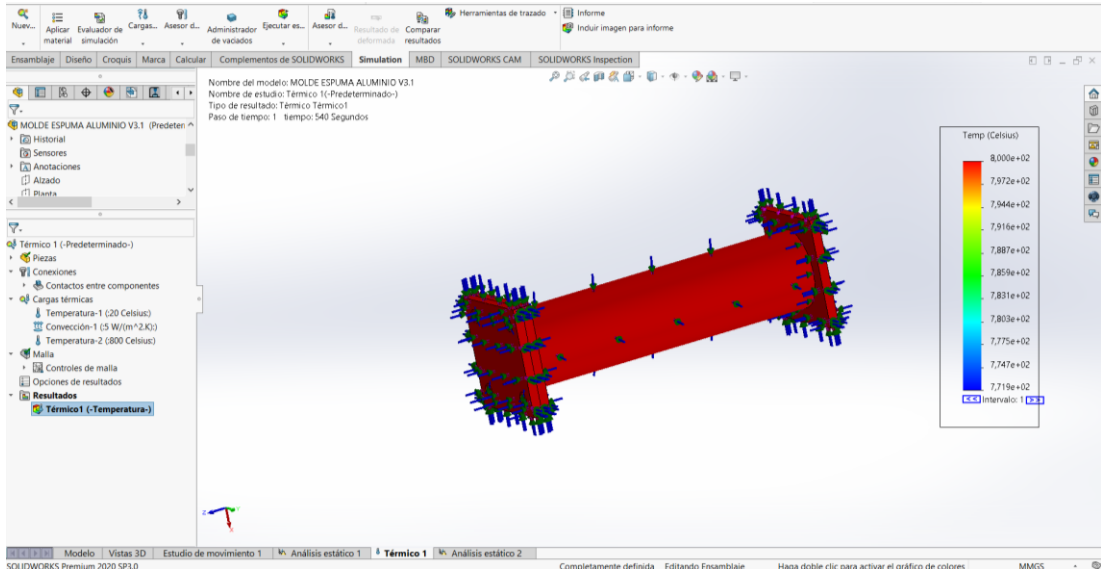 Herramientas de trazado
Informe
Induir imagen para informe
Nuev...
Aplicar material
Evaluador de simulación
Cargas...
Asesor d...
Administrador de vaciados
Ejecutar es...
Asesor d...
Resultado de deformada
Comparar resultados
Ensamblaje Diseño Croquis Marca Calcular Complementos de SOLIDWORKS Simulation MBD SOLIDWORKS CAM SOLIDWORKS Inspection
Nombre del modelo: MOLDE ESPUMA ALUMINIO V3.1
Nombre de estudio: Térmico 1(-Predeterminado-)
Tipo de resultado: Térmico Térmico1
Paso de tiempo: 1 tiempo: 540 Segundos
MOLDE ESPUMA ALUMINIO V3.1 (Predeterm
Historial
Sensores
Anotaciones
Alzado
Planta
Térmico 1 (-Predeterminado-)
Piezas
Conexiones
Contactos entre componentes
Cargas térmicas
Temperatura-1 (:20 Celsius:)
Convección-1 (:5 W/(m^2.K):)
Temperatura-2 (:800 Celsius:)
Malla
Controles de malla
Opciones de resultados
Resultados
Térmico1 (-Temperatura-)
Temp (Celsius)
8,000e+02
7,972e+02
7,944e+02
7,916e+02
7,887e+02
7,859e+02
7,831e+02
7,803e+02
7,775e+02
7,747e+02
7,719e+02
<< Intervalo: 1 >>
Z
X
Modelo Vistas 3D Estudio de movimiento 1 Análisis estático 1 Térmico 1 Análisis estático 2
SOLIDWORKS Premium 2020 SP3.0 Completamente definida Editando Ensamblaje Haga doble clic para activar el gráfico de colores MMGS